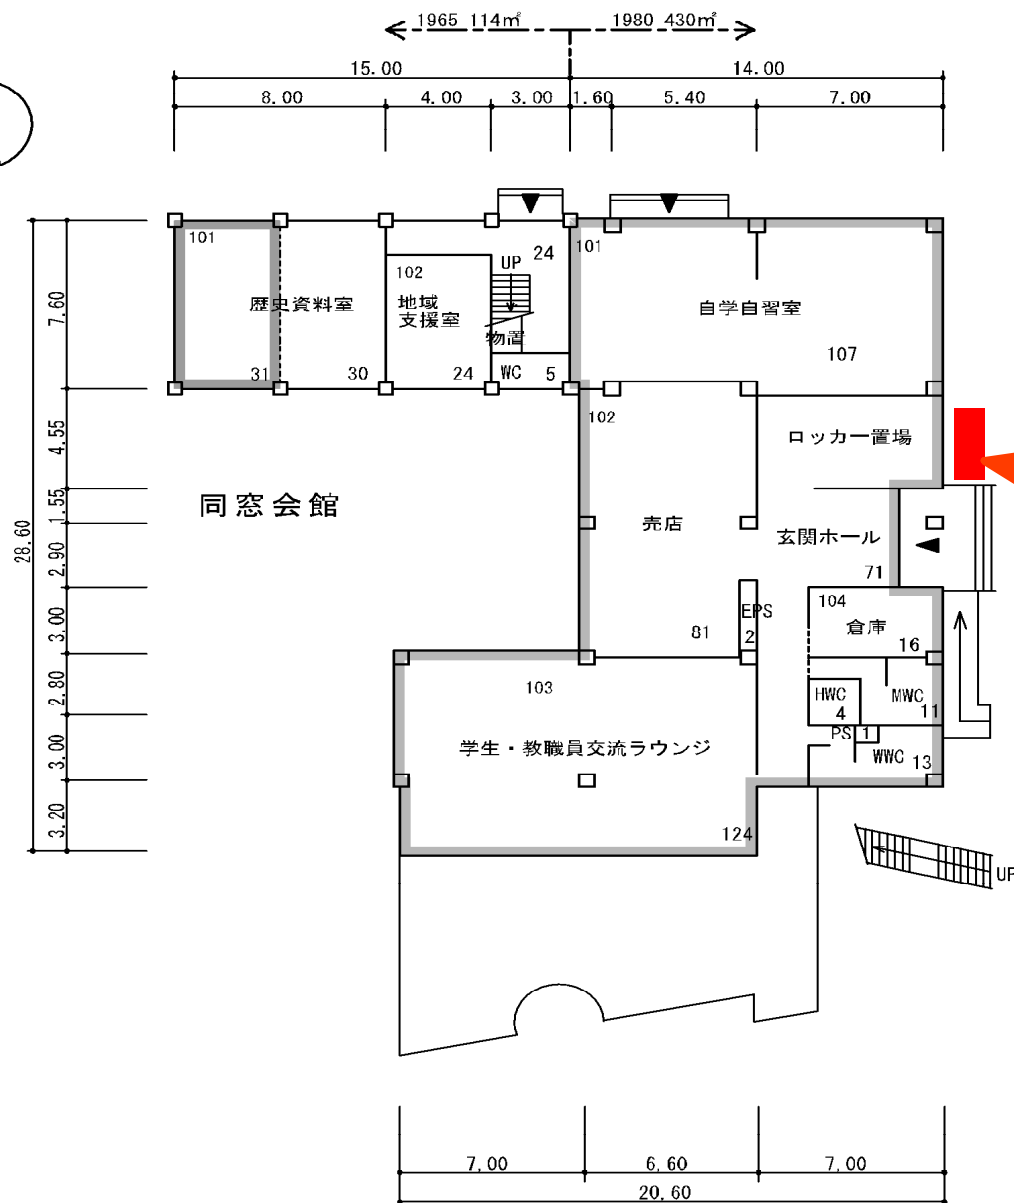 1965 114㎡ 1980 430㎡
15.00 14.00
8.00 4.00 3.00 1.60 5.40 7.00
28.60
7.60
4.55
1.55
2.90
3.00
2.80
3.00
3.20
101
歴史資料室
31
30
102
地域
支援室
24
24
UP
物置
WC 5
101
自学自習室
107
ロッカー置場
102
売店
81
同窓会館
玄関ホール
71
EPS
2
104
倉庫
16
HWC
4
MWC
11
PS 1
WWC 13
103
学生・教職員交流ラウンジ
124
UP
7.00 6.60 7.00
20.60